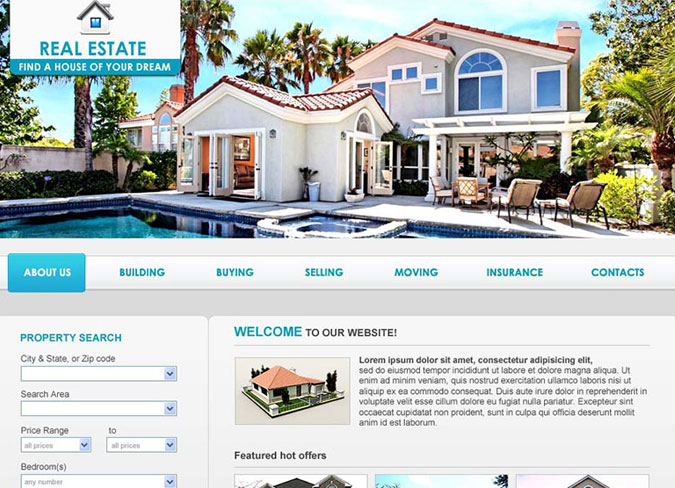 REAL ESTATE
FIND A HOUSE OF YOUR DREAM
ABOUT US
BUILDING
BUYING
SELLING
MOVING
INSURANCE
CONTACTS
PROPERTY SEARCH
City & State, or Zip code
Search Area
Price Range to
all prices all prices
Bedroom(s)
any number
WELCOME TO OUR WEBSITE!
Lorem ipsum dolor sit amet, consectetur adipisicing elit,
sed do eiusmod tempor incididunt ut labore et dolore magna aliqua. Ut
enim ad minim veniam, quis nostrud exercitation ullamco laboris nisi ut
aliquip ex ea commodo consequat. Duis aute irure dolor in reprehenderit in
voluptate velit esse cillum dolore eu fugiat nulla pariatur. Excepteur sint
occaecat cupidatat non proident, sunt in culpa qui officia deserunt mollit
anim id est laborum.
Featured hot offers